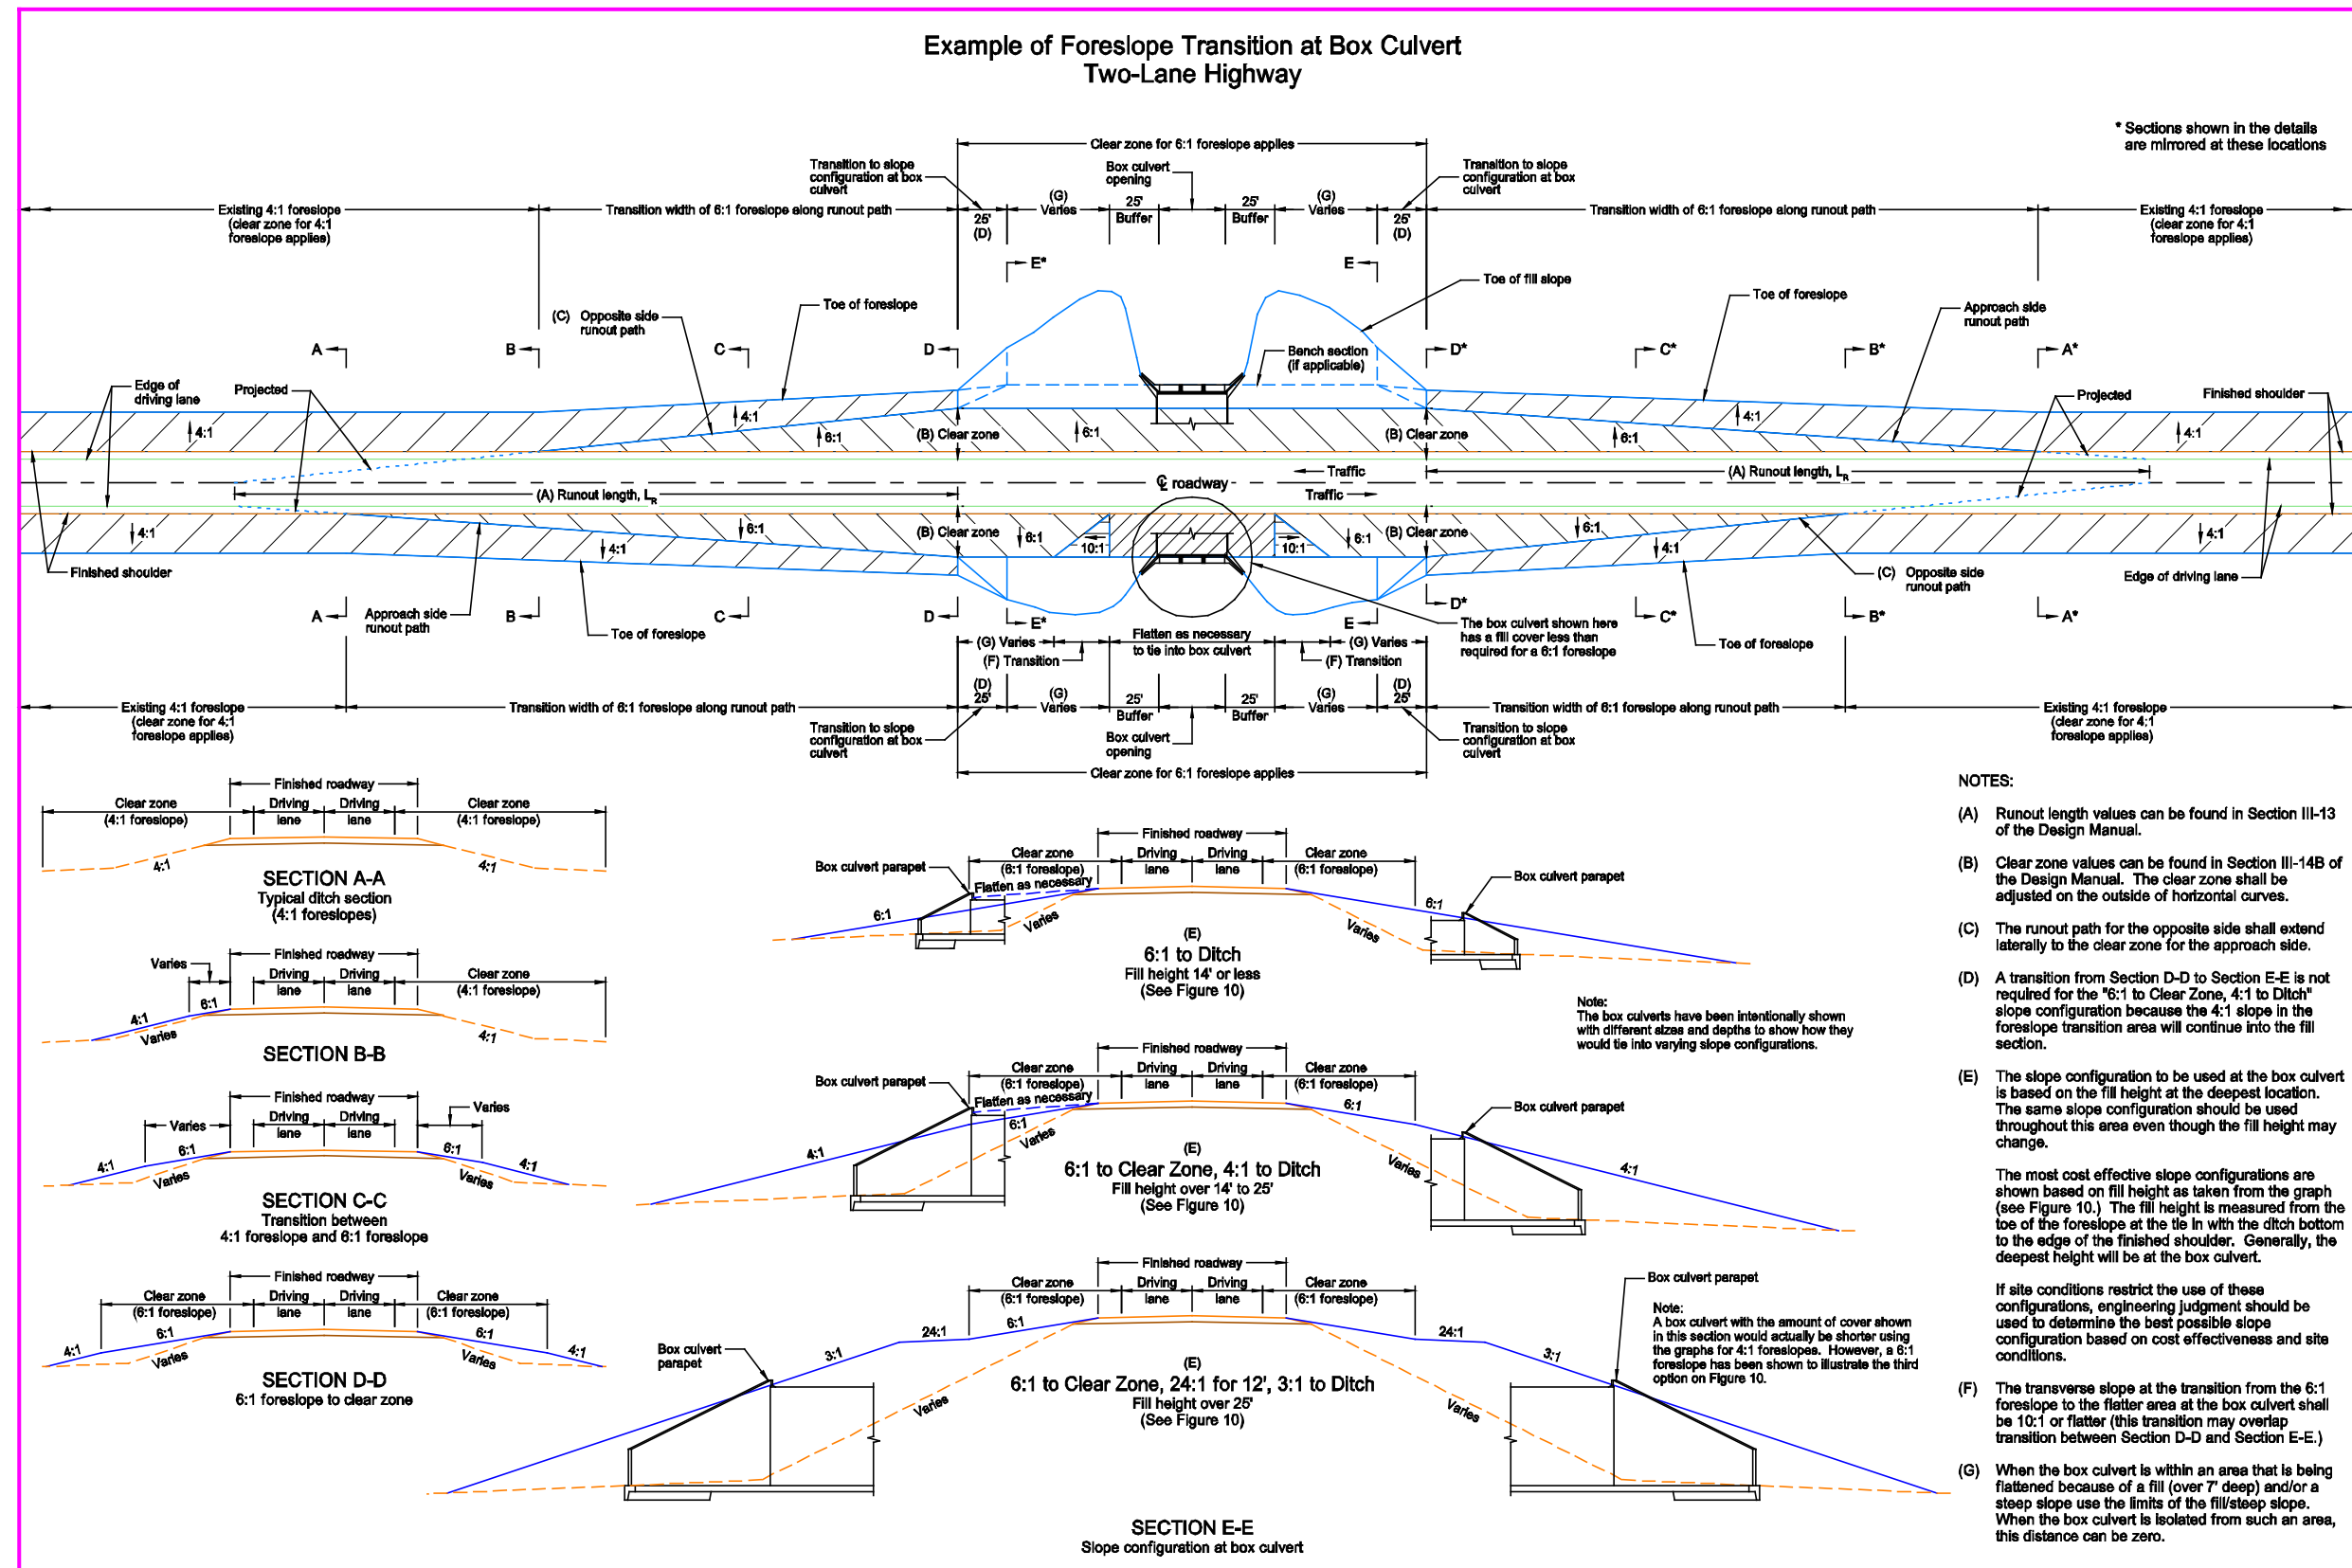 Example of Foreslope Transition at Box Culvert
Two-Lane Highway
* Sections shown in the details
are mirrored at these locations
Clear zone for 6:1 foreslope applies
Transition to slope
configuration at box
culvert
(G)
Varies
25'
Buffer
Box culvert
opening
25'
Buffer
(G)
Varies
Transition to slope
configuration at box
culvert
Existing 4:1 foreslope
(clear zone for 4:1
foreslope applies)
Transition width of 6:1 foreslope along runout path
25'
(D)
25'
(D)
Transition width of 6:1 foreslope along runout path
Existing 4:1 foreslope
(clear zone for 4:1
foreslope applies)
E*
E
Toe of fill slope
Toe of foreslope
(C) Opposite side
runout path
Toe of foreslope
Approach side
runout path
A
B
C
D
Bench section
(if applicable)
D*
C*
B*
A*
Edge of
driving lane
Projected
Projected
Finished shoulder
4:1
4:1
6:1
(B) Clear zone
6:1
(B) Clear zone
6:1
4:1
4:1
(A) Runout length, LR
℄ roadway
Traffic
Traffic
(A) Runout length, LR
4:1
4:1
6:1
(B) Clear zone
6:1
10:1
10:1
6:1
(B) Clear zone
6:1
4:1
4:1
Finished shoulder
Approach side
runout path
Toe of foreslope
(C) Opposite side
runout path
Edge of driving lane
Toe of foreslope
A
B
C
D
E*
E
D*
C*
B*
A*
The box culvert shown here
has a fill cover less than
required for a 6:1 foreslope
(G) Varies
(F) Transition
Flatten as necessary
to tie into box culvert
(G) Varies
(F) Transition
Existing 4:1 foreslope
(clear zone for 4:1
foreslope applies)
Transition width of 6:1 foreslope along runout path
(D)
25'
(G)
Varies
25'
Buffer
25'
Buffer
(G)
Varies
(D)
25'
Transition width of 6:1 foreslope along runout path
Existing 4:1 foreslope
(clear zone for 4:1
foreslope applies)
Transition to slope
configuration at box
culvert
Box culvert
opening
Transition to slope
configuration at box
culvert
Clear zone for 6:1 foreslope applies
Finished roadway
Clear zone
(4:1 foreslope)
Driving
lane
Driving
lane
Clear zone
(4:1 foreslope)
4:1
4:1
SECTION A-A
Typical ditch section
(4:1 foreslopes)
Finished roadway
Varies
Driving
lane
Driving
lane
Clear zone
(4:1 foreslope)
6:1
4:1
Varies
4:1
SECTION B-B
Finished roadway
Varies
Varies
Driving
lane
Driving
lane
4:1
6:1
Varies
6:1
4:1
Varies
SECTION C-C
Transition between
4:1 foreslope and 6:1 foreslope
Finished roadway
Clear zone
(6:1 foreslope)
Driving
lane
Driving
lane
Clear zone
(6:1 foreslope)
4:1
6:1
Varies
6:1
4:1
Varies
SECTION D-D
6:1 foreslope to clear zone
Finished roadway
Box culvert parapet
Clear zone
(6:1 foreslope)
Driving
lane
Driving
lane
Clear zone
(6:1 foreslope)
Flatten as necessary
Box culvert parapet
6:1
Varies
6:1
Varies
(E)
6:1 to Ditch
Fill height 14' or less
(See Figure 10)
Note:
The box culverts have been intentionally shown
with different sizes and depths to show how they
would tie into varying slope configurations.
Finished roadway
Box culvert parapet
Clear zone
(6:1 foreslope)
Driving
lane
Driving
lane
Clear zone
(6:1 foreslope)
Flatten as necessary
Box culvert parapet
4:1
6:1
Varies
6:1
Varies
4:1
(E)
6:1 to Clear Zone, 4:1 to Ditch
Fill height over 14' to 25'
(See Figure 10)
Finished roadway
Clear zone
(6:1 foreslope)
Driving
lane
Driving
lane
Clear zone
(6:1 foreslope)
Box culvert parapet
Note:
A box culvert with the amount of cover shown
in this section would actually be shorter using
the graphs for 4:1 foreslopes. However, a 6:1
foreslope has been shown to illustrate the third
option on Figure 10.
Box culvert
parapet
3:1
24:1
6:1
Varies
24:1
3:1
Varies
(E)
6:1 to Clear Zone, 24:1 for 12', 3:1 to Ditch
Fill height over 25'
(See Figure 10)
SECTION E-E
Slope configuration at box culvert
NOTES:
(A) Runout length values can be found in Section III-13
of the Design Manual.
(B) Clear zone values can be found in Section III-14B of
the Design Manual. The clear zone shall be
adjusted on the outside of horizontal curves.
(C) The runout path for the opposite side shall extend
laterally to the clear zone for the approach side.
(D) A transition from Section D-D to Section E-E is not
required for the "6:1 to Clear Zone, 4:1 to Ditch"
slope configuration because the 4:1 slope in the
foreslope transition area will continue into the fill
section.
(E) The slope configuration to be used at the box culvert
is based on the fill height at the deepest location.
The same slope configuration should be used
throughout this area even though the fill height may
change.
The most cost effective slope configurations are
shown based on fill height as taken from the graph
(see Figure 10.) The fill height is measured from the
toe of the foreslope at the tie in with the ditch bottom
to the edge of the finished shoulder. Generally, the
deepest height will be at the box culvert.
If site conditions restrict the use of these
configurations, engineering judgment should be
used to determine the best possible slope
configuration based on cost effectiveness and site
conditions.
(F) The transverse slope at the transition from the 6:1
foreslope to the flatter area at the box culvert shall
be 10:1 or flatter (this transition may overlap
transition between Section D-D and Section E-E.)
(G) When the box culvert is within an area that is being
flattened because of a fill (over 7' deep) and/or a
steep slope use the limits of the fill/steep slope.
When the box culvert is isolated from such an area,
this distance can be zero.